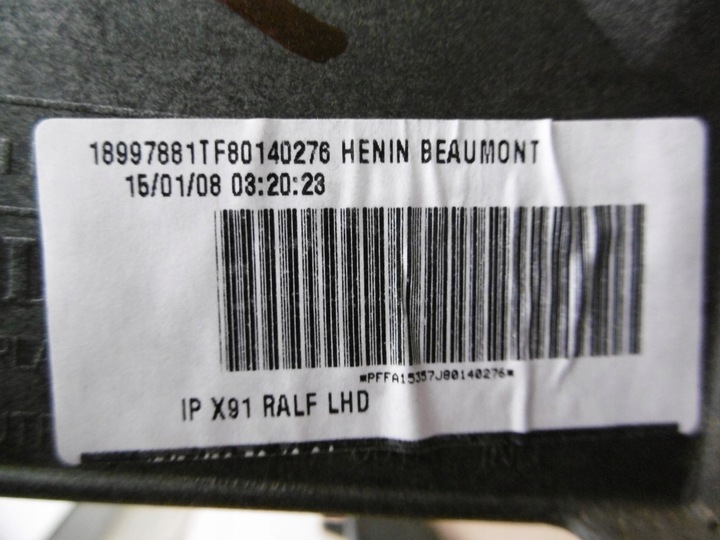 18997881TF80140276 HENIN BEAUMONT
15/01/08 03:20:23
*PFFA15357J80140276*
IP X91 RALF LHD